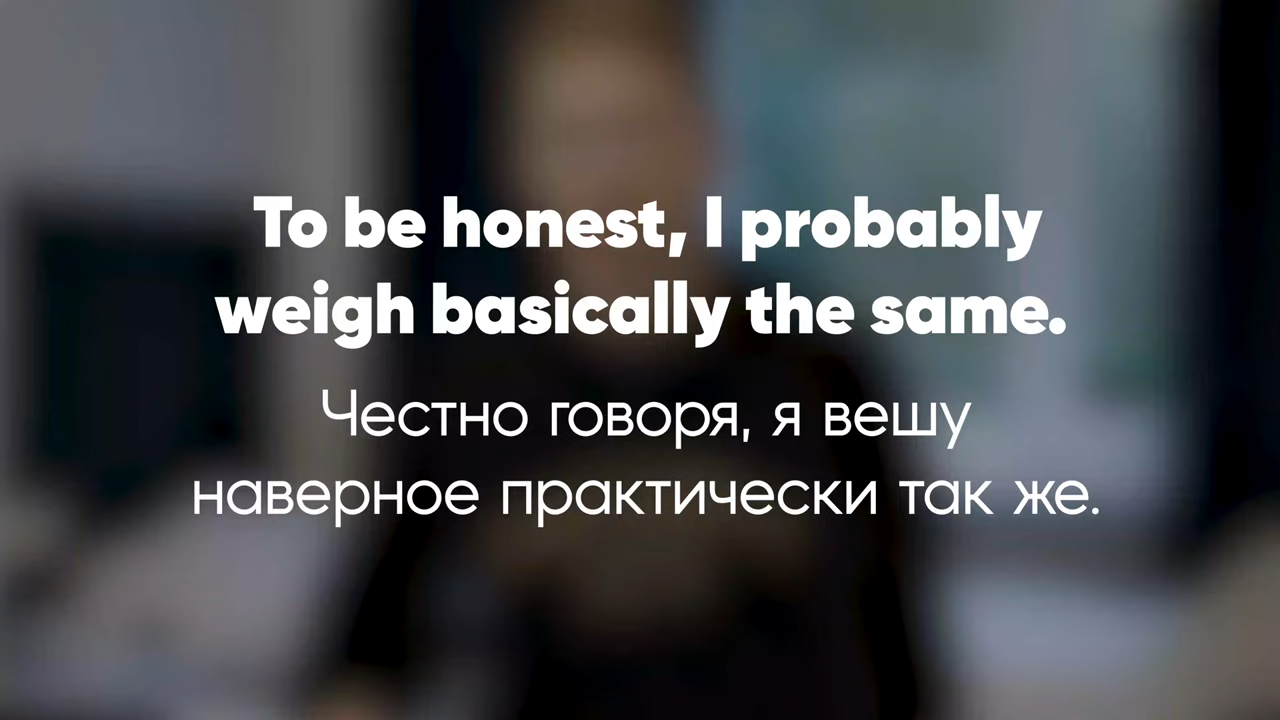 To be honest, I probably
weigh basically the same.
Честно говоря, я вешу
наверное практически так же.